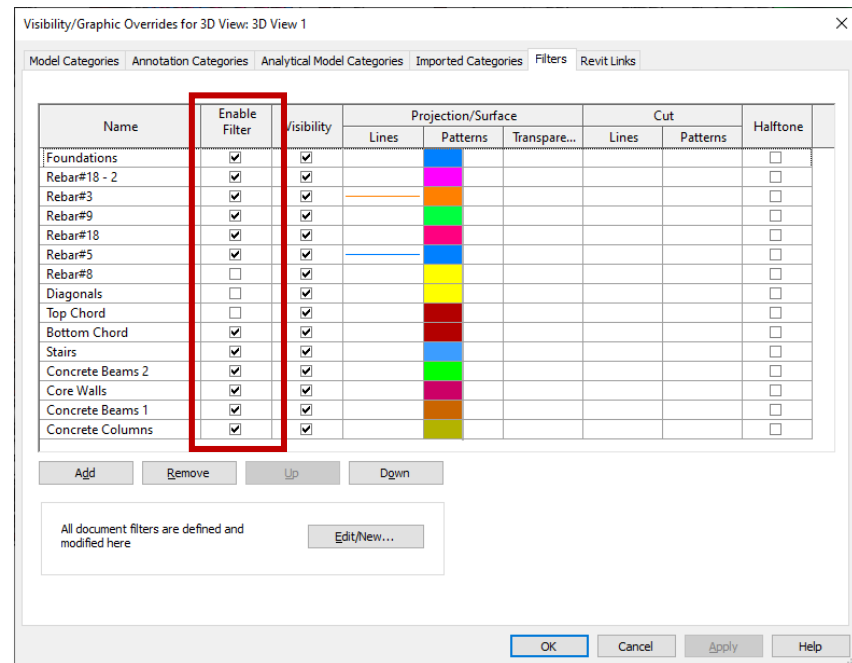 Visibility/Graphic Overrides for 3D View: 3D View 1
Model Categories Annotation Categories Analytical Model Categories Imported Categories Filters Revit Links
Name Enable Filter Visibility Projection/Surface Cut Halftone
Lines Patterns Transpare... Lines Patterns
Foundations
Rebar#18 - 2
Rebar#3
Rebar#9
Rebar#18
Rebar#5
Rebar#8
Diagonals
Top Chord
Bottom Chord
Stairs
Concrete Beams 2
Core Walls
Concrete Beams 1
Concrete Columns
Add Remove Up Down
All document filters are defined and
modified here
Edit/New...
OK Cancel Apply Help